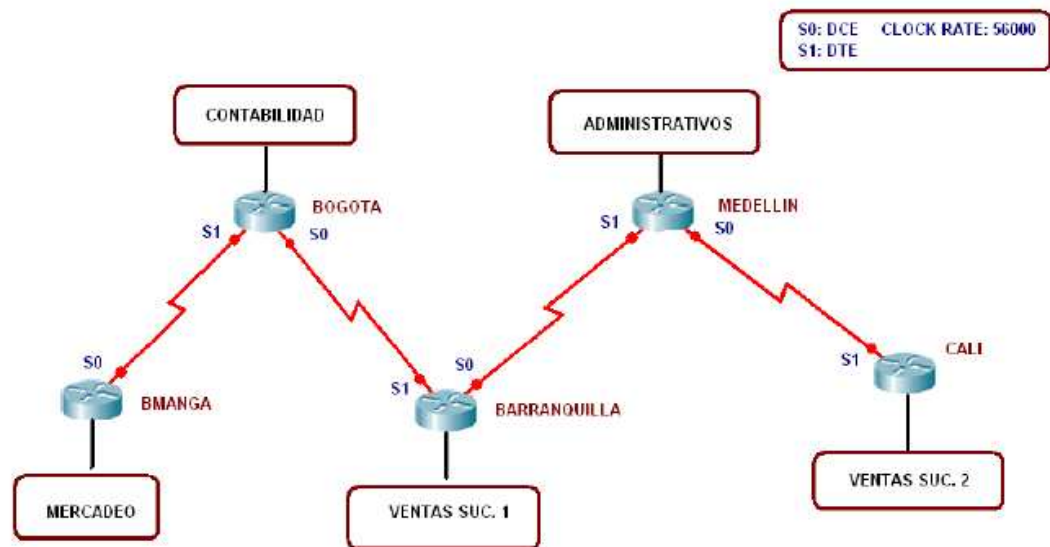 S0: DCE CLOCK RATE: 56000
S1: DTE
CONTABILIDAD
ADMINISTRATIVOS
BOGOTA
MEDELLIN
S1
S0
S1
S0
S0
BMANGA
S1
S0
BARRANQUILLA
S1
CALI
MERCADEO
VENTAS SUC. 1
VENTAS SUC. 2